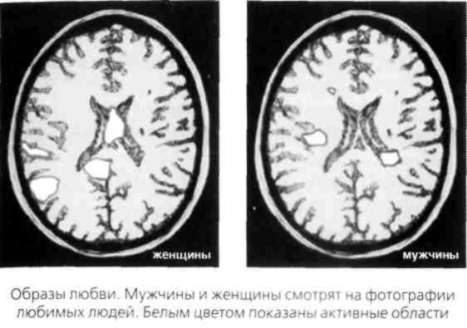 женщины
мужчины
Образы любви. Мужчины и женщины смотрят на фотографии
любимых людей. Белым цветом показаны активные области